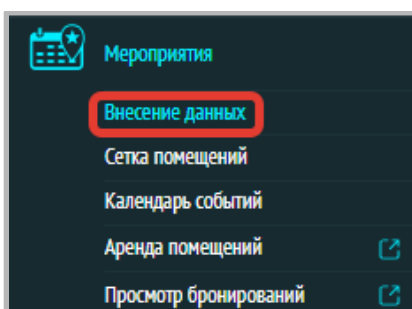 Мероприятия
Внесение данных
Сетка помещений
Календарь событий
Аренда помещений
Просмотр бронирований